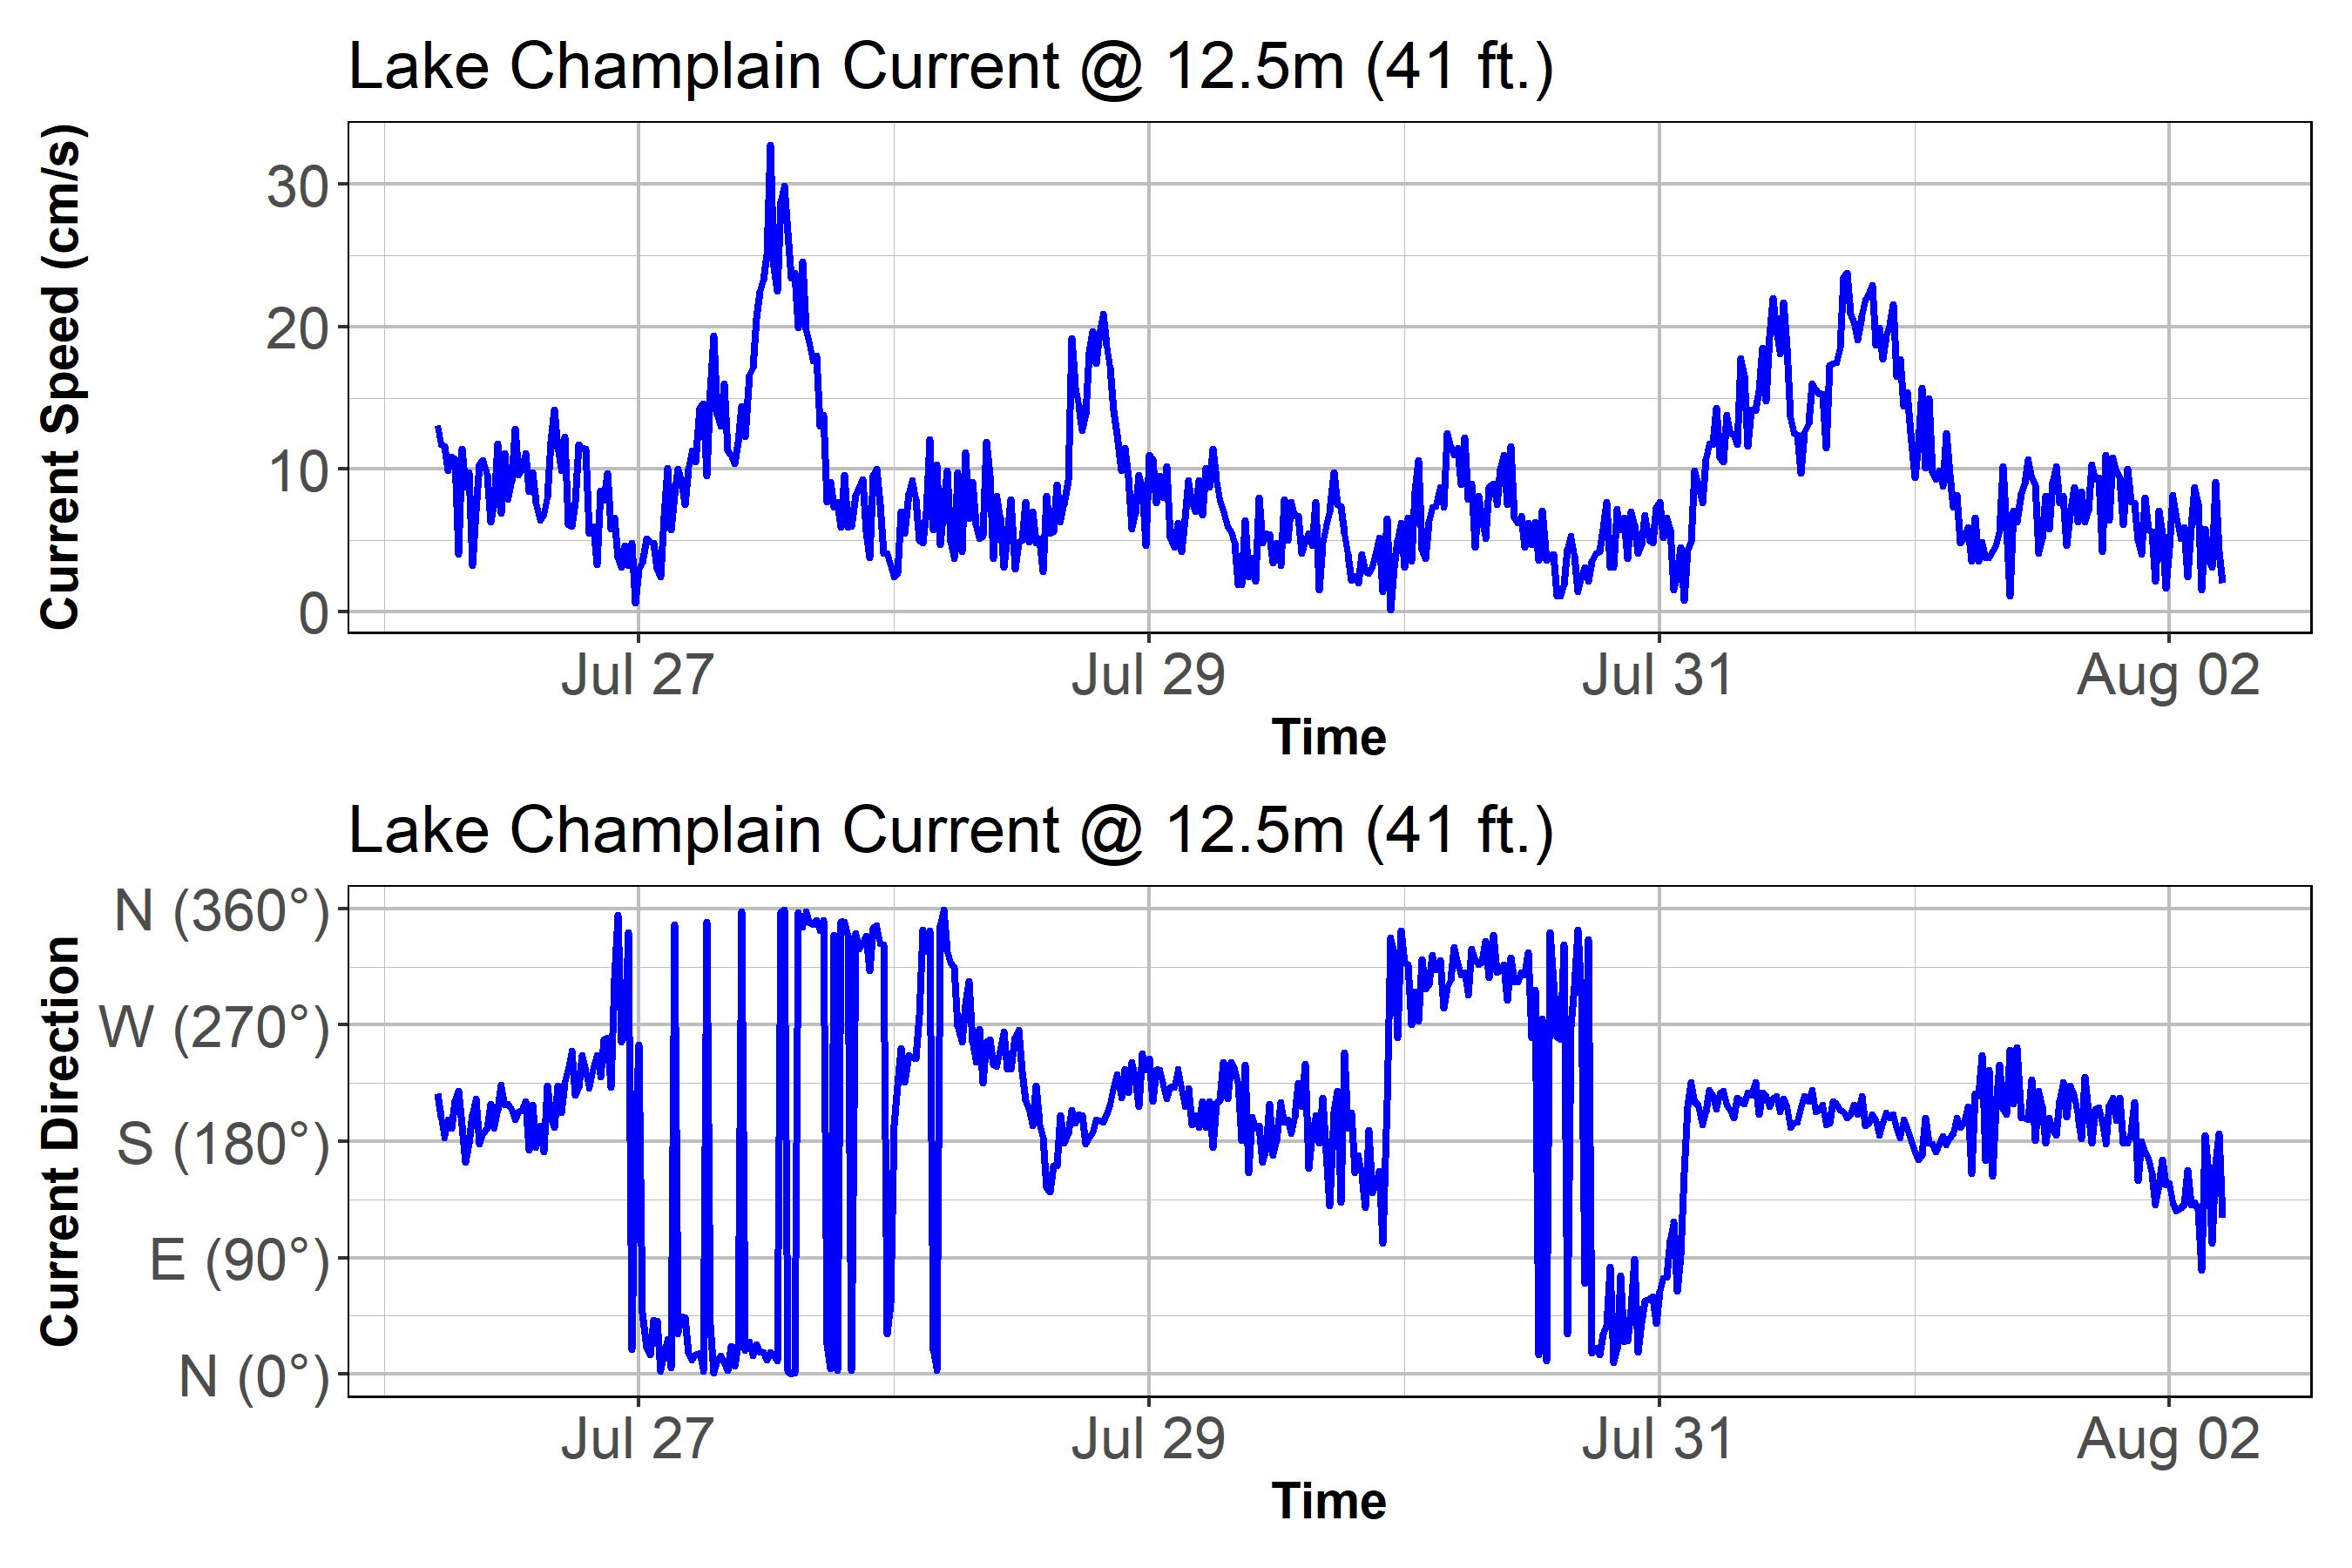 Lake Champlain Current @ 12.5m (41 ft.)
Current Speed (cm/s)
30
20
10
0
Jul 27 Jul 29 Jul 31 Aug 02
Time
Lake Champlain Current @ 12.5m (41 ft.)
Current Direction
N (360°)
W (270°)
S (180°)
E (90°)
N (0°)
Jul 27 Jul 29 Jul 31 Aug 02
Time